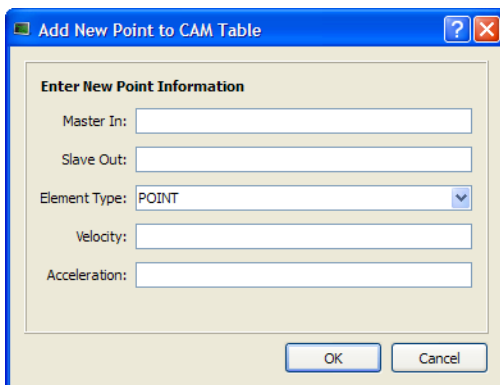 Add New Point to CAM Table
Enter New Point Information
Master In:
Slave Out:
Element Type: POINT
Velocity:
Acceleration:
OK Cancel